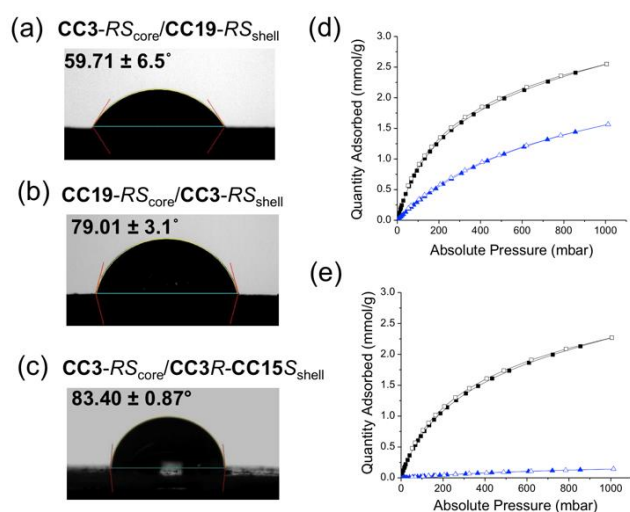 (a) CC3-RScore/CC19-RSshell
59.71 ± 6.5°
(b) CC19-RScore/CC3-RSshell
79.01 ± 3.1°
(c) CC3-RScore/CC3R-CC15Sshell
83.40 ± 0.87°
(d)
3.0
2.5
2.0
1.5
1.0
0.5
0.0
Quantity Adsorbed (mmol/g)
0 200 400 600 800 1000
Absolute Pressure (mbar)
(e)
3.0
2.5
2.0
1.5
1.0
0.5
0.0
Quantity Adsorbed (mmol/g)
0 200 400 600 800 1000
Absolute Pressure (mbar)